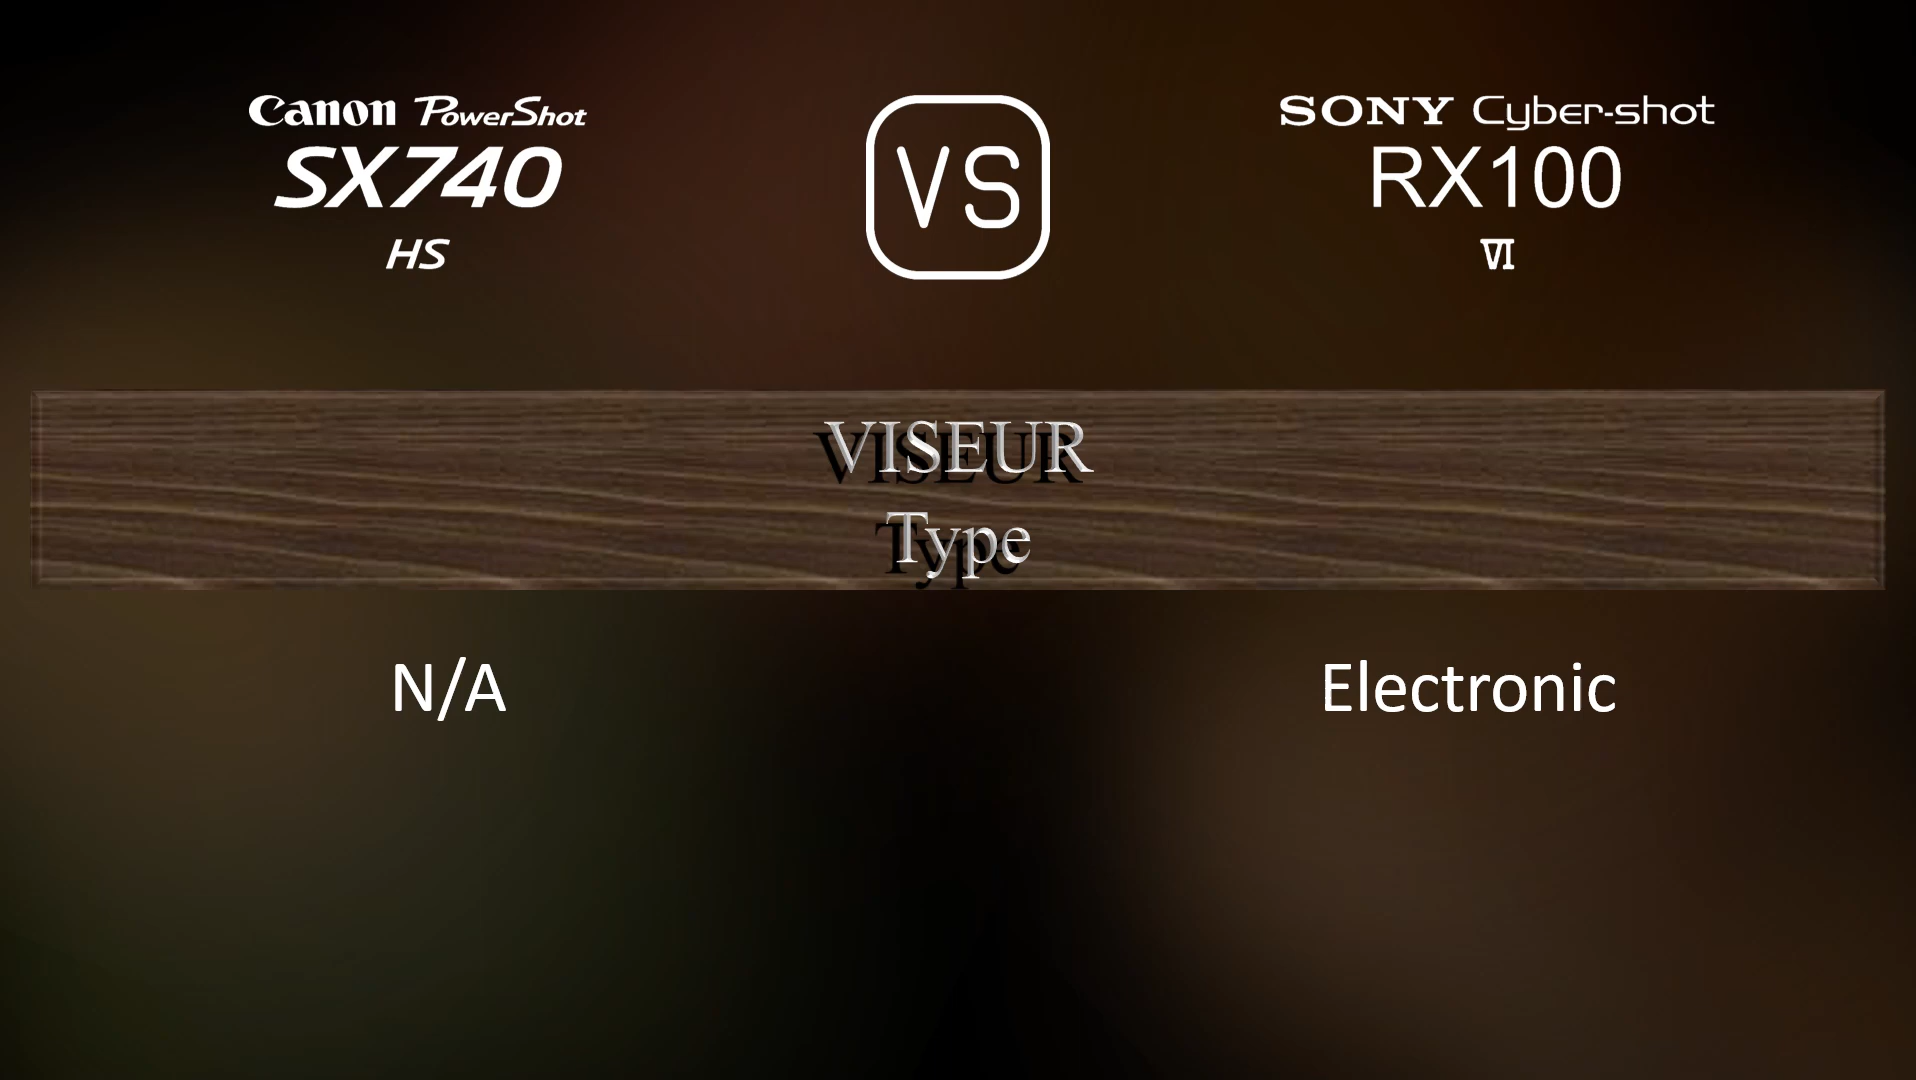 Canon PowerShot
SX740
HS
VS
SONY Cyber-shot
RX100
VI
VISEUR
Type
N/A
Electronic